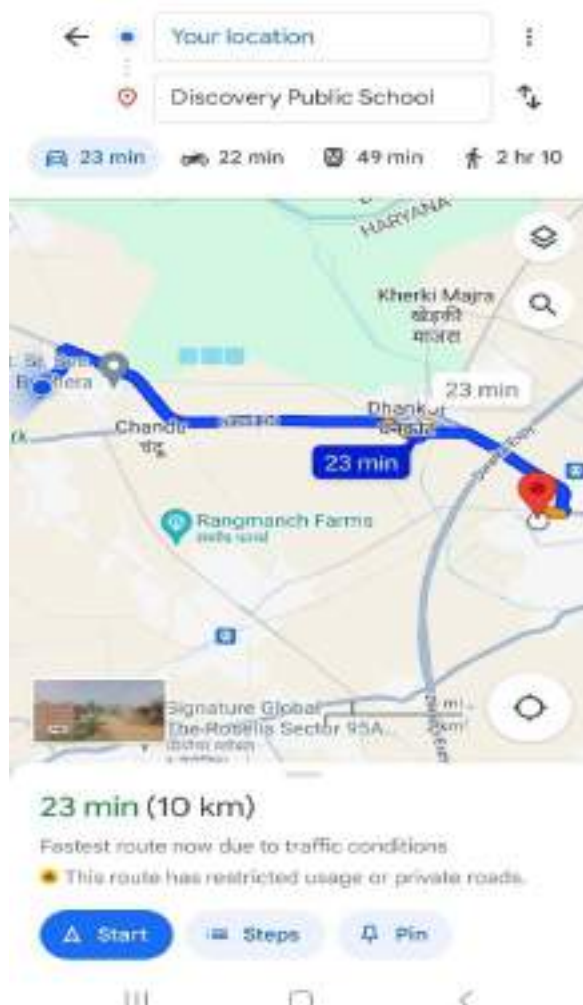 Your location
Discovery Public School
23 min
22 min
49 min
2 hr 10
HARYANA
Kherki Majra
खेड़की
माजरा
23 min
Dhankot
धनकोट
Chandu
चंदू
23 min
Rangmanch Farms
Signature Global
The Roselia Sector 95A...
23 min (10 km)
Fastest route now due to traffic conditions
This route has restricted usage or private roads.
Start
Steps
Pin